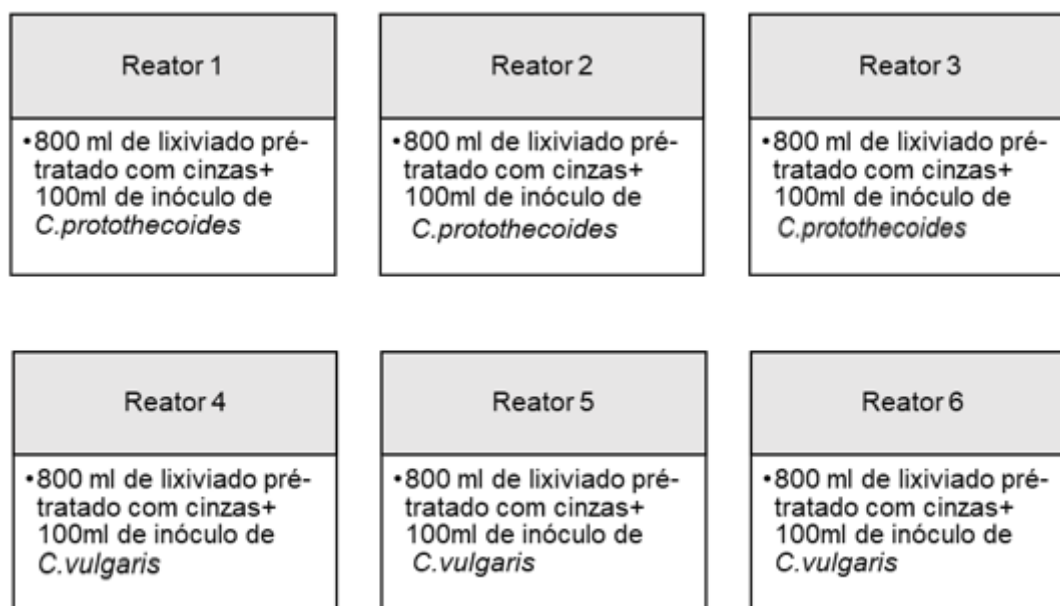 Reator 1
•800 ml de lixiviado pré-
tratado com cinzas+
100ml de inóculo de
C.protothecoides
Reator 2
•800 ml de lixiviado pré-
tratado com cinzas+
100ml de inóculo de
C.protothecoides
Reator 3
•800 ml de lixiviado pré-
tratado com cinzas+
100ml de inóculo de
C.protothecoides
Reator 4
•800 ml de lixiviado pré-
tratado com cinzas+
100ml de inóculo de
C.vulgaris
Reator 5
•800 ml de lixiviado pré-
tratado com cinzas+
100ml de inóculo de
C.vulgaris
Reator 6
•800 ml de lixiviado pré-
tratado com cinzas+
100ml de inóculo de
C.vulgaris